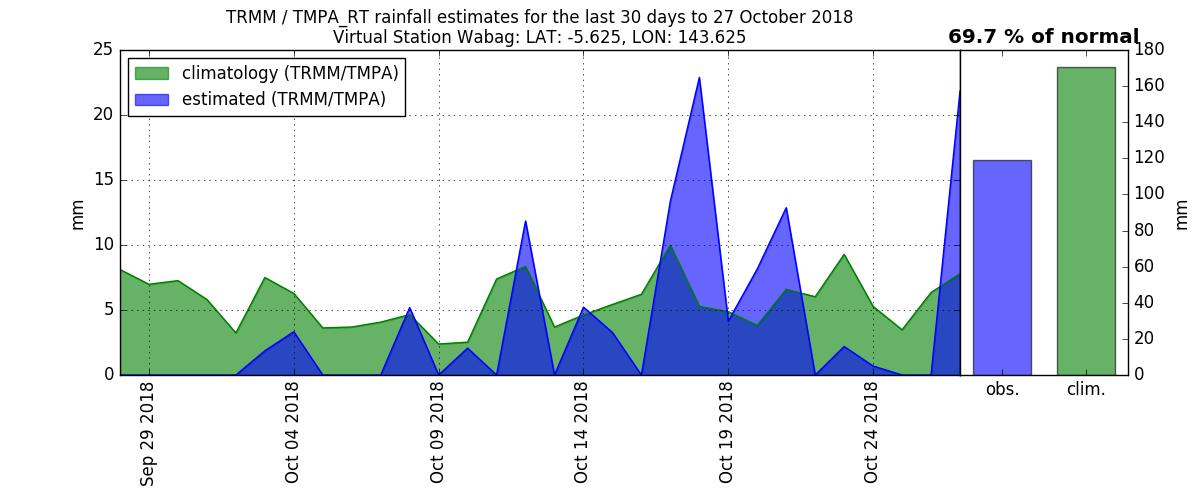 TRMM / TMPA_RT rainfall estimates for the last 30 days to 27 October 2018
Virtual Station Wabag: LAT: -5.625, LON: 143.625
69.7 % of normal
climatology (TRMM/TMPA)
estimated (TRMM/TMPA)
25
20
15
10
5
0
mm
180
160
140
120
100
80
60
40
20
0
mm
Sep 29 2018
Oct 04 2018
Oct 09 2018
Oct 14 2018
Oct 19 2018
Oct 24 2018
obs.
clim.